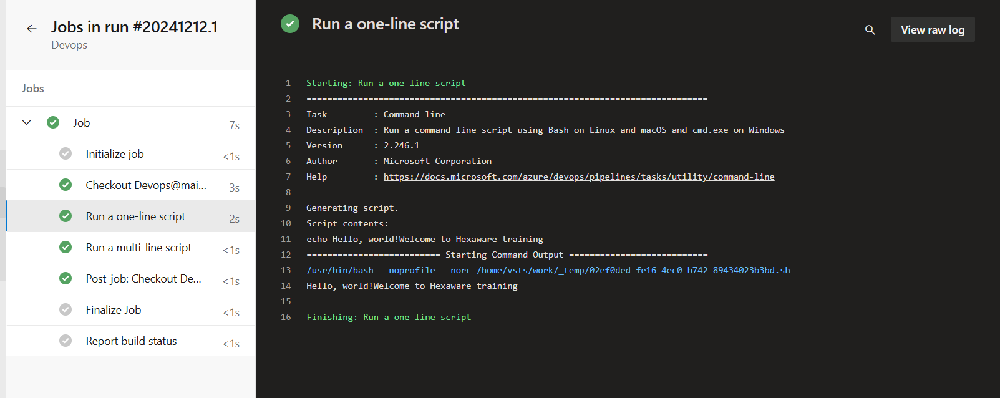 Jobs in run #20241212.1
Devops
Jobs
Job 7s
Initialize job <1s
Checkout Devops@mai... 3s
Run a one-line script 2s
Run a multi-line script <1s
Post-job: Checkout De... <1s
Finalize Job <1s
Report build status <1s
Run a one-line script
View raw log
1 Starting: Run a one-line script
2 ==============================================================================
3 Task         : Command line
4 Description  : Run a command line script using Bash on Linux and macOS and cmd.exe on Windows
5 Version      : 2.246.1
6 Author       : Microsoft Corporation
7 Help         : https://docs.microsoft.com/azure/devops/pipelines/tasks/utility/command-line
8 ==============================================================================
9 Generating script.
10 Script contents:
11 echo Hello, world!Welcome to Hexaware training
12 ========================== Starting Command Output ===========================
13 /usr/bin/bash --noprofile --norc /home/vsts/work/_temp/02ef0ded-fe16-4ec0-b742-89434023b3bd.sh
14 Hello, world!Welcome to Hexaware training
15
16 Finishing: Run a one-line script